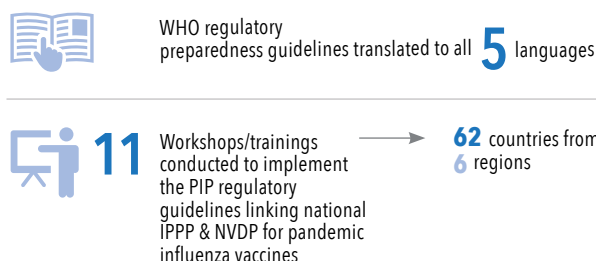 WHO regulatory
preparedness guidelines translated to all 5 languages
11 Workshops/trainings
conducted to implement
the PIP regulatory
guidelines linking national
IPPP & NVDP for pandemic
influenza vaccines
62 countries from
6 regions